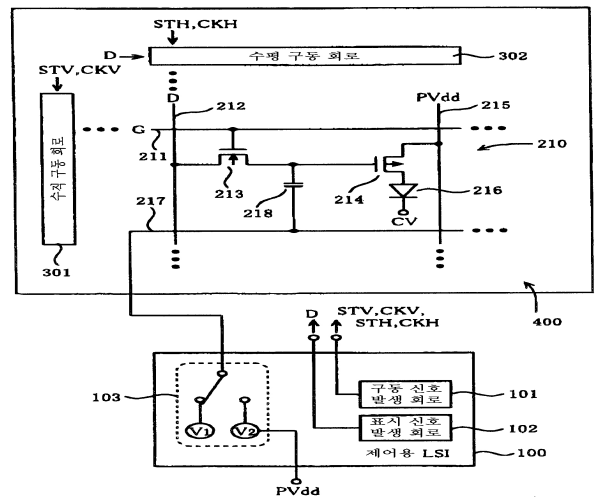 STH,CKH
D
수평 구동 회로
302
STV,CKV
D
212
PVdd
215
G
211
210
수직 구동 회로
213
218
214
216
CV
217
301
400
D
STV,CKV,
STH,CKH
103
V1
V2
구동 신호
발생 회로
101
표시 신호
발생 회로
102
제어용 LSI
100
PVdd